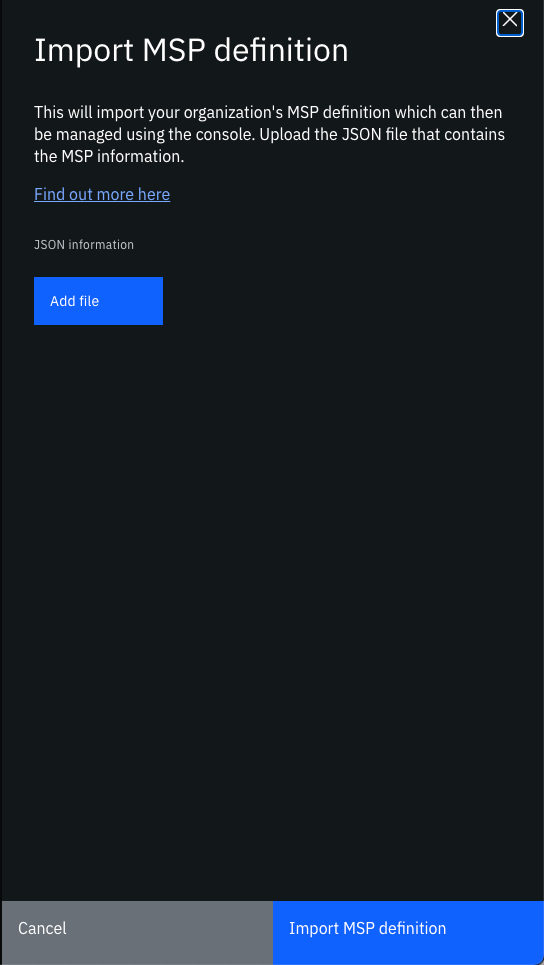 Import MSP definition
This will import your organization's MSP definition which can then
be managed using the console. Upload the JSON file that contains
the MSP information.
Find out more here
JSON information
Add file
Cancel
Import MSP definition